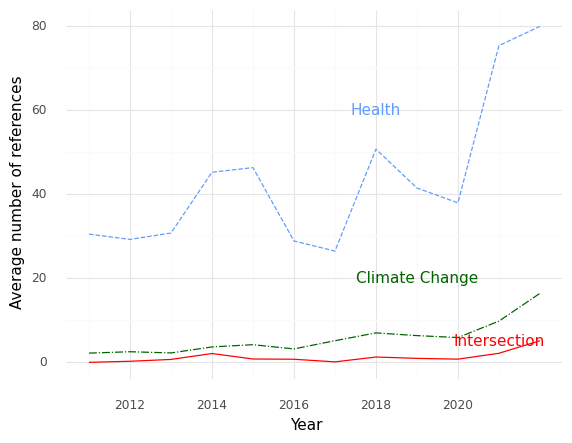 80
60
40
20
0
Average number of references
Health
Climate Change
Intersection
2012
2014
2016
2018
2020
Year